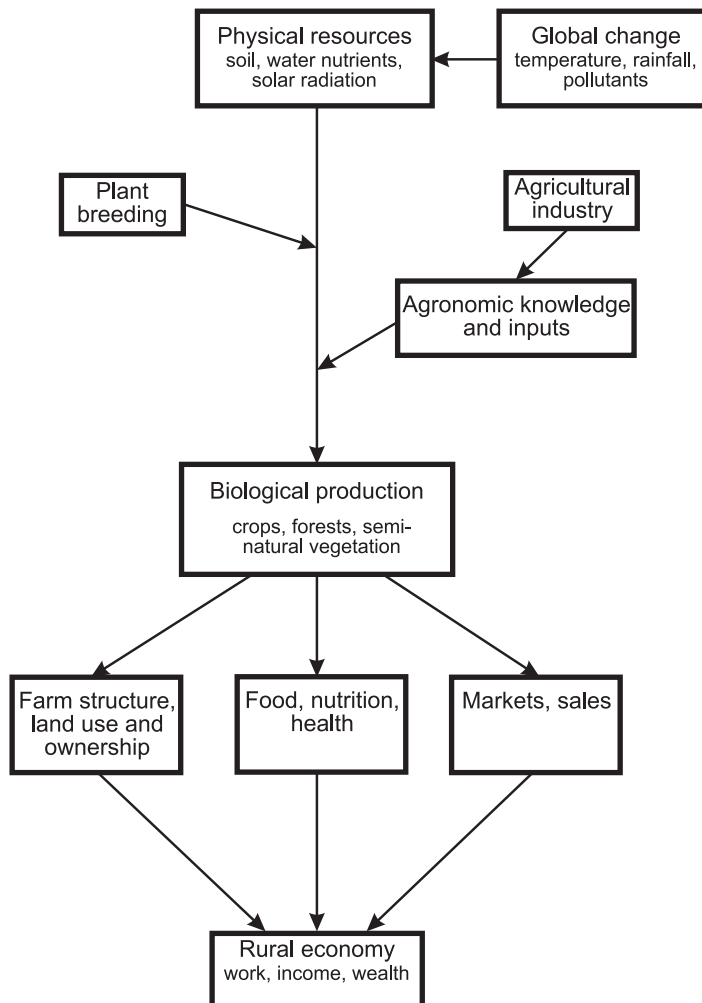 Physical resources
soil, water nutrients,
solar radiation
Global change
temperature, rainfall,
pollutants
Plant
breeding
Agricultural
industry
Agronomic knowledge
and inputs
Biological production
crops, forests, semi-
natural vegetation
Farm structure,
land use and
ownership
Food, nutrition,
health
Markets, sales
Rural economy
work, income, wealth